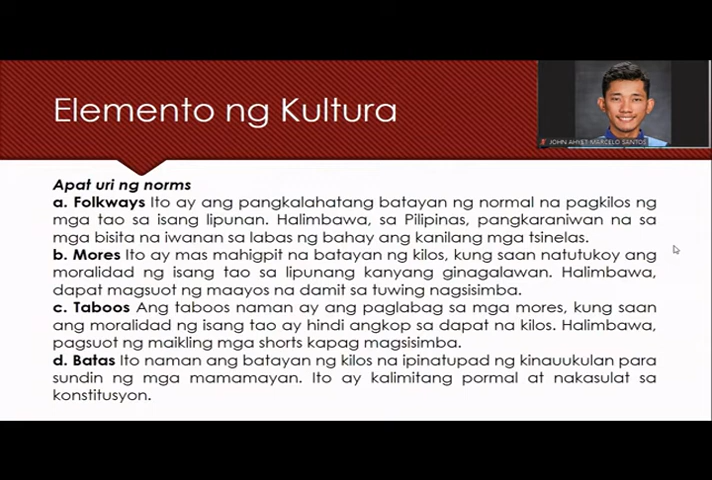 Elemento ng Kultura
JOHN AHYET MARCELO SANTOS
Apat uri ng norms
a. Folkways Ito ay ang pangkalahatang batayan ng normal na pagkilos ng
mga tao sa isang lipunan. Halimbawa, sa Pilipinas, pangkaraniwan na sa
mga bisita na iwanan sa labas ng bahay ang kanilang mga tsinelas.
b. Mores Ito ay mas mahigpit na batayan ng kilos, kung saan natutukoy ang
moralidad ng isang tao sa lipunang kanyang ginagalawan. Halimbawa,
dapat magsuot ng maayos na damit sa tuwing nagsisimba.
c. Taboos Ang taboos naman ay ang paglabag sa mga mores, kung saan
ang moralidad ng isang tao ay hindi angkop sa dapat na kilos. Halimbawa,
pagsuot ng maikling mga shorts kapag magsisimba.
d. Batas Ito naman ang batayan ng kilos na ipinatupad ng kinauukulan para
sundin ng mga mamamayan. Ito ay kalimitang pormal at nakasulat sa
konstitusyon.